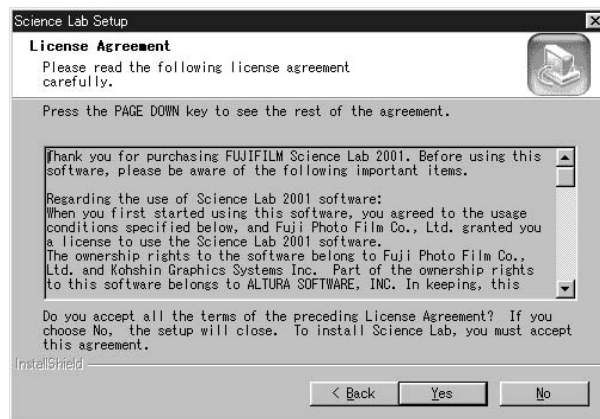 Science Lab Setup
License Agreement
Please read the following license agreement
carefully.
Press the PAGE DOWN key to see the rest of the agreement.
Thank you for purchasing FUJIFILM Science Lab 2001. Before using this
software, please be aware of the following important items.
Regarding the use of Science Lab 2001 software:
When you first started using this software, you agreed to the usage
conditions specified below, and Fuji Photo Film Co., Ltd. granted you
a license to use the Science Lab 2001 software.
The ownership rights to the software belong to Fuji Photo Film Co.,
Ltd. and Kohshin Graphics Systems Inc.  Part of the ownership rights
to this software belongs to ALTURA SOFTWARE, INC. In keeping, this
Do you accept all the terms of the preceding License Agreement?  If you
choose No,  the setup will close.  To install Science Lab, you must accept
this agreement.
InstallShield
< Back
Yes
No